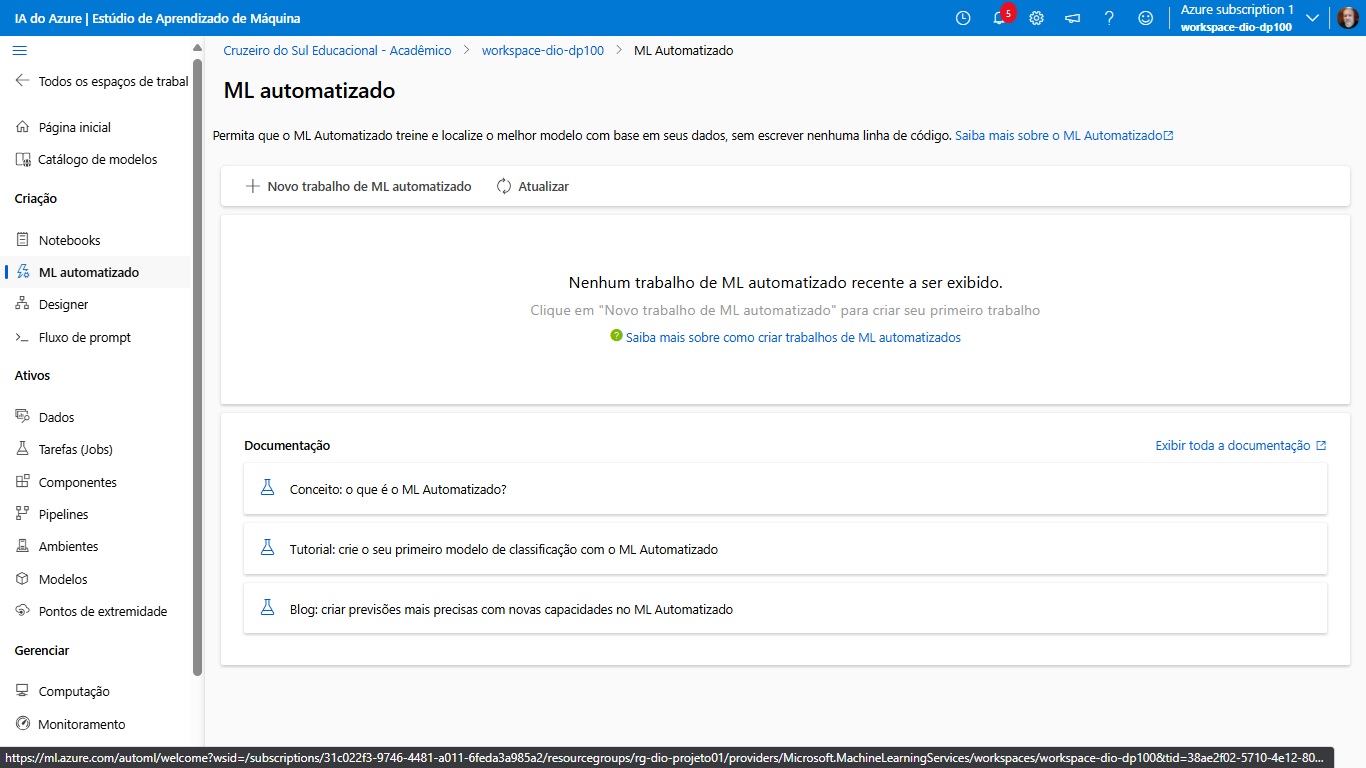 IA do Azure | Estúdio de Aprendizado de Máquina
5
Azure subscription 1
workspace-dio-dp100
Todos os espaços de trabal
Página inicial
Catálogo de modelos
Criação
Notebooks
ML automatizado
Designer
Fluxo de prompt
Ativos
Dados
Tarefas (Jobs)
Componentes
Pipelines
Ambientes
Modelos
Pontos de extremidade
Gerenciar
Computação
Monitoramento
Cruzeiro do Sul Educacional - Acadêmico > workspace-dio-dp100 > ML Automatizado
ML automatizado
Permita que o ML Automatizado treine e localize o melhor modelo com base em seus dados, sem escrever nenhuma linha de código. Saiba mais sobre o ML Automatizado
Novo trabalho de ML automatizado
Atualizar
Nenhum trabalho de ML automatizado recente a ser exibido.
Clique em "Novo trabalho de ML automatizado" para criar seu primeiro trabalho
Saiba mais sobre como criar trabalhos de ML automatizados
Documentação
Exibir toda a documentação
Conceito: o que é o ML Automatizado?
Tutorial: crie o seu primeiro modelo de classificação com o ML Automatizado
Blog: criar previsões mais precisas com novas capacidades no ML Automatizado
https://ml.azure.com/automl/welcome?wsid=/subscriptions/31c022f3-9746-4481-a011-6feda3a985a2/resourcegroups/rg-dio-projeto01/providers/Microsoft.MachineLearningServices/workspaces/workspace-dio-dp100&tid=38ae2f02-5710-4e12-80...